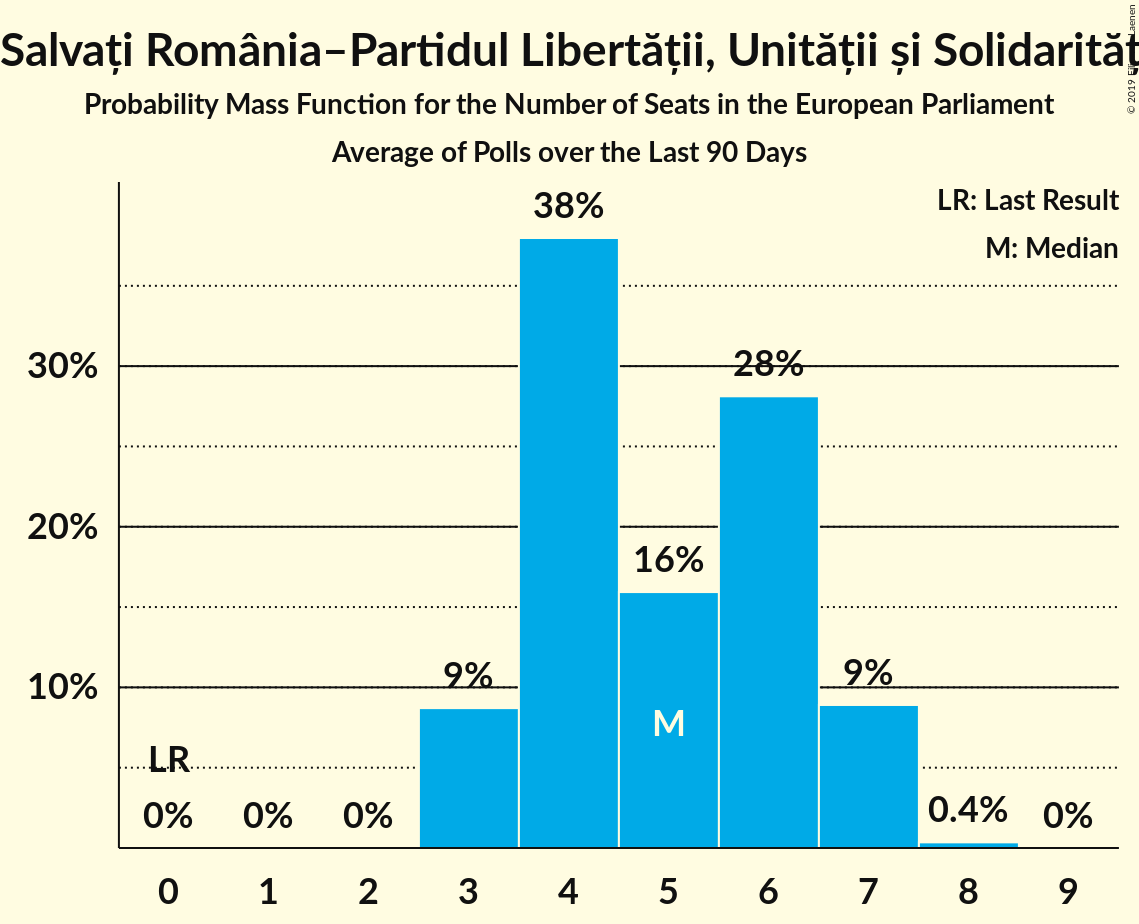 Salvați România–Partidul Libertății, Unității și Solidarităț
© 2019
Laenen
Probability Mass Function for the Number of Seats in the European Parliament
Average of Polls over the Last 90 Days
LR: Last Result
M: Median
38%
30%
28%
20%
16%
10%
9%
9%
M
LR
0%
0%
0%
0.4%
0%
0 1 2 3 4 5 6 7 8 9